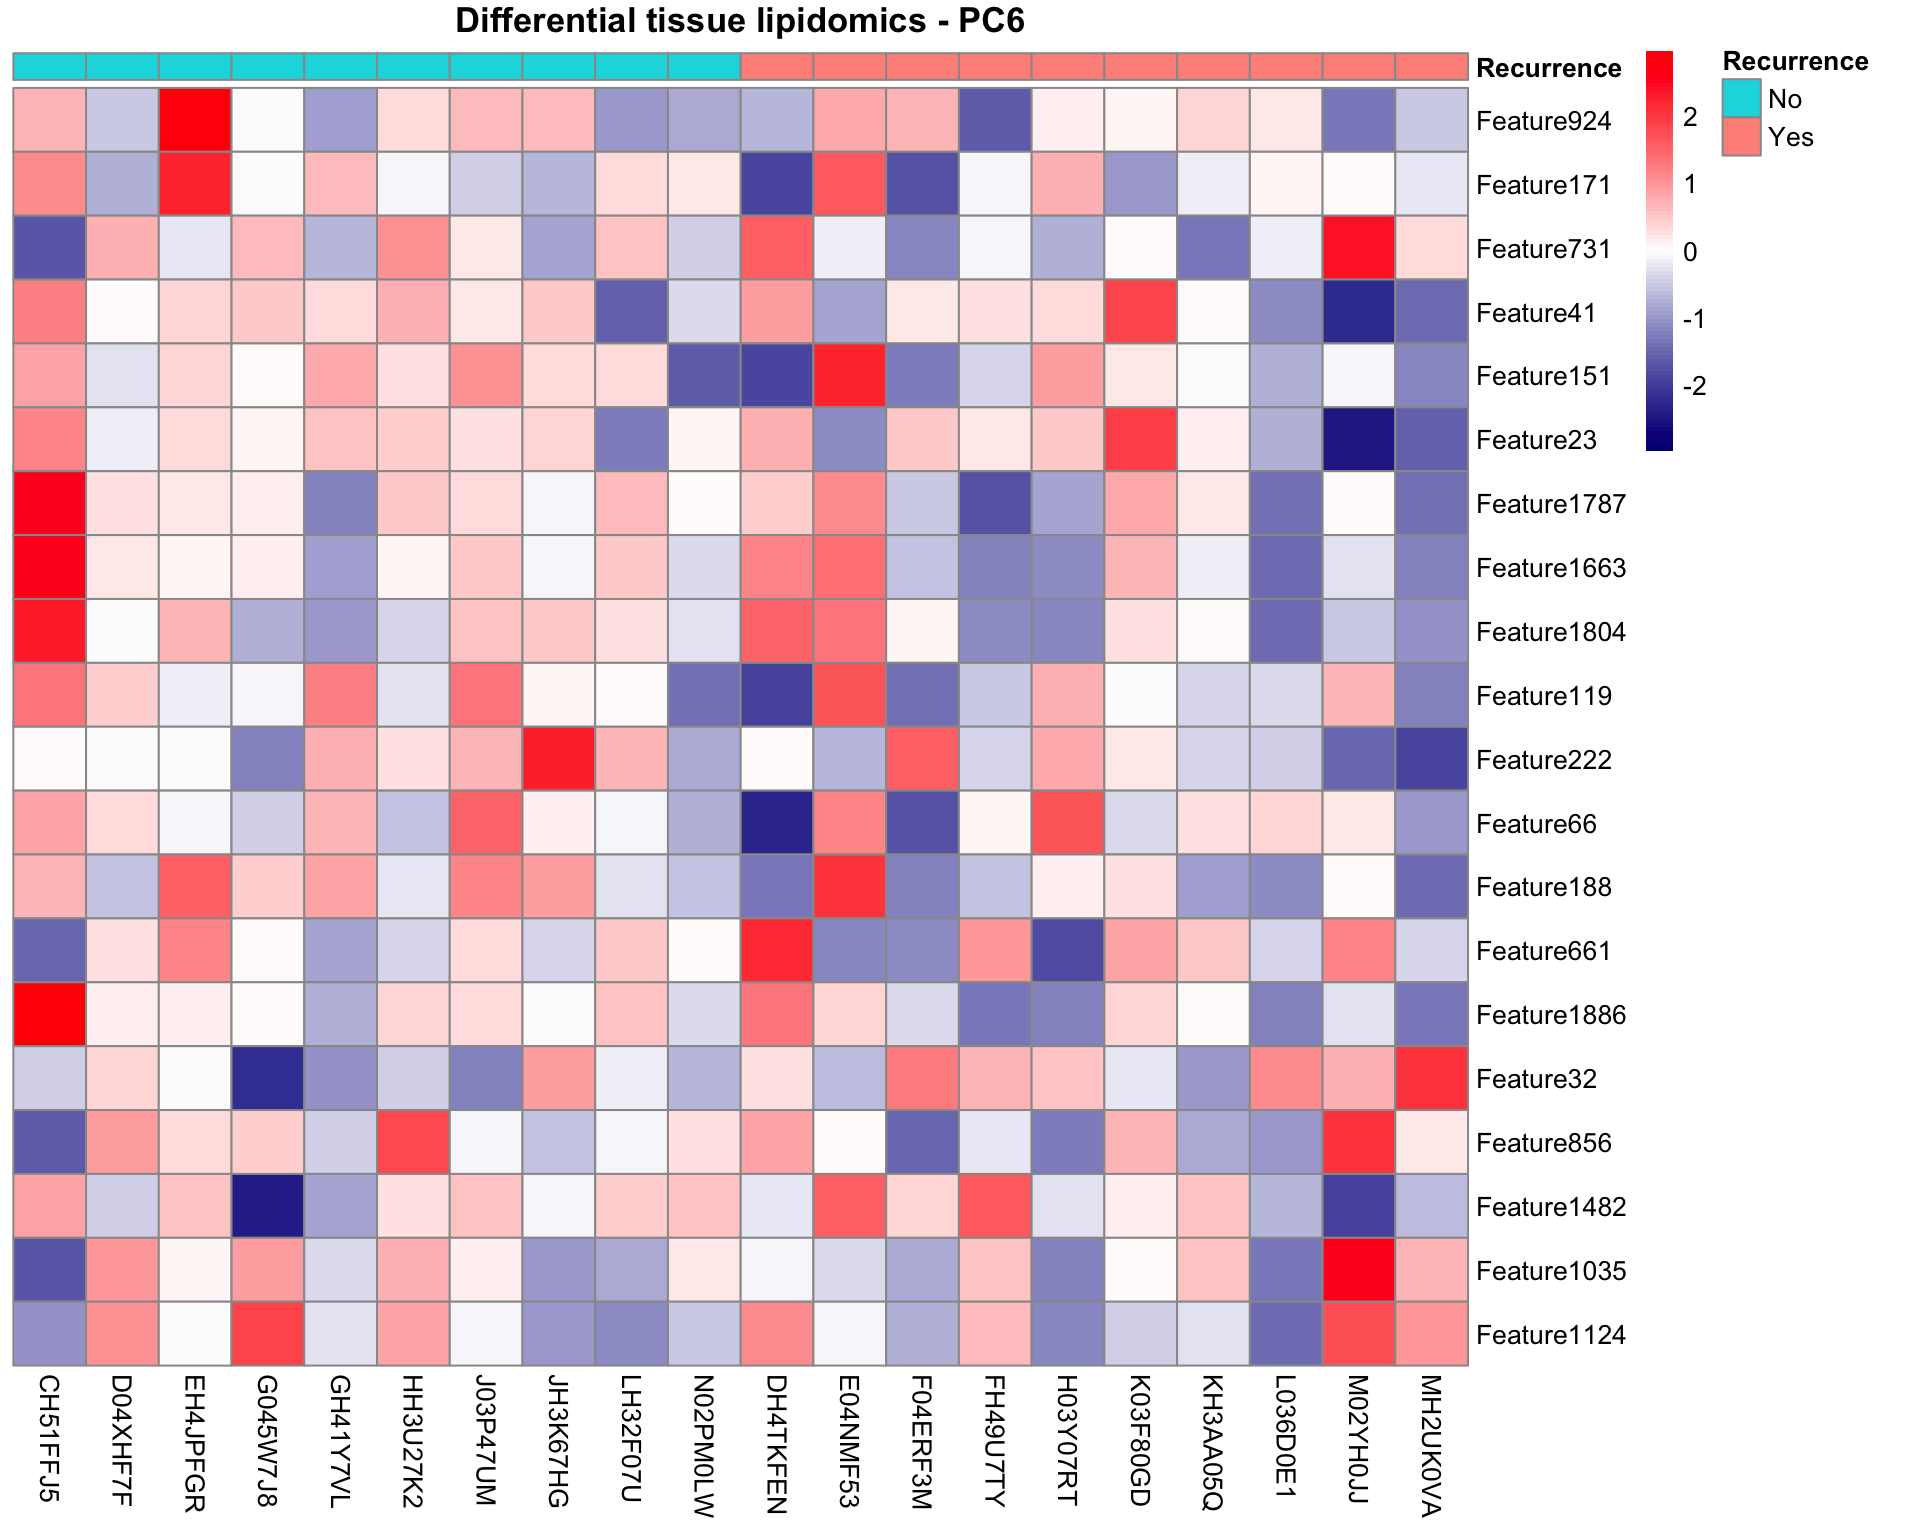 Differential tissue lipidomics - PC6
Recurrence
2
1
0
-1
-2
Recurrence
No
Yes
Feature924
Feature171
Feature731
Feature41
Feature151
Feature23
Feature1787
Feature1663
Feature1804
Feature119
Feature222
Feature66
Feature188
Feature661
Feature1886
Feature32
Feature856
Feature1482
Feature1035
Feature1124
CH51FFJ5
D04XHF7F
EH4JPFGR
G045W7J8
GH41Y7VL
HH3U27K2
J03P47UM
JH3K67HG
LH32F07U
N02PM0LW
DH4TKFEN
E04NMF53
F04ERF3M
FH49U7TY
H03Y07RT
K03F80GD
KH3AA05Q
L036D0E1
M02YH0JJ
MH2UK0VA